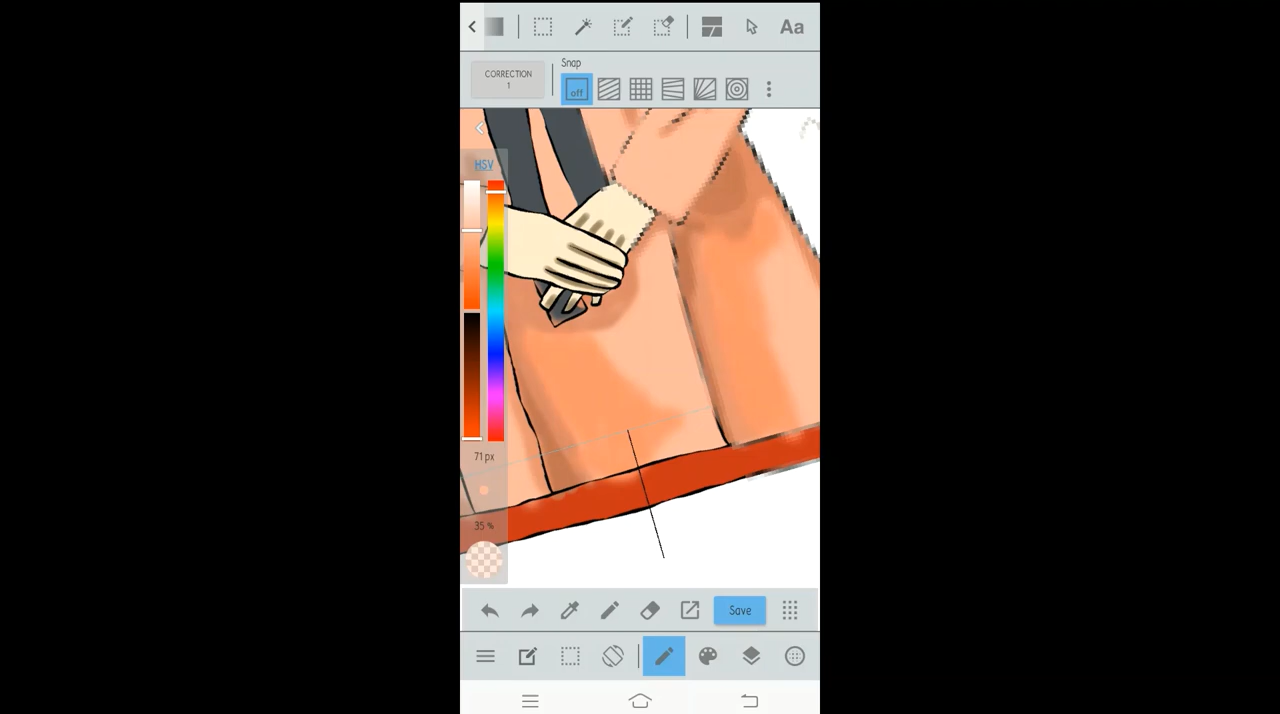 Aa
CORRECTION
1
Snap
off
HSV
71 px
35 %
Save